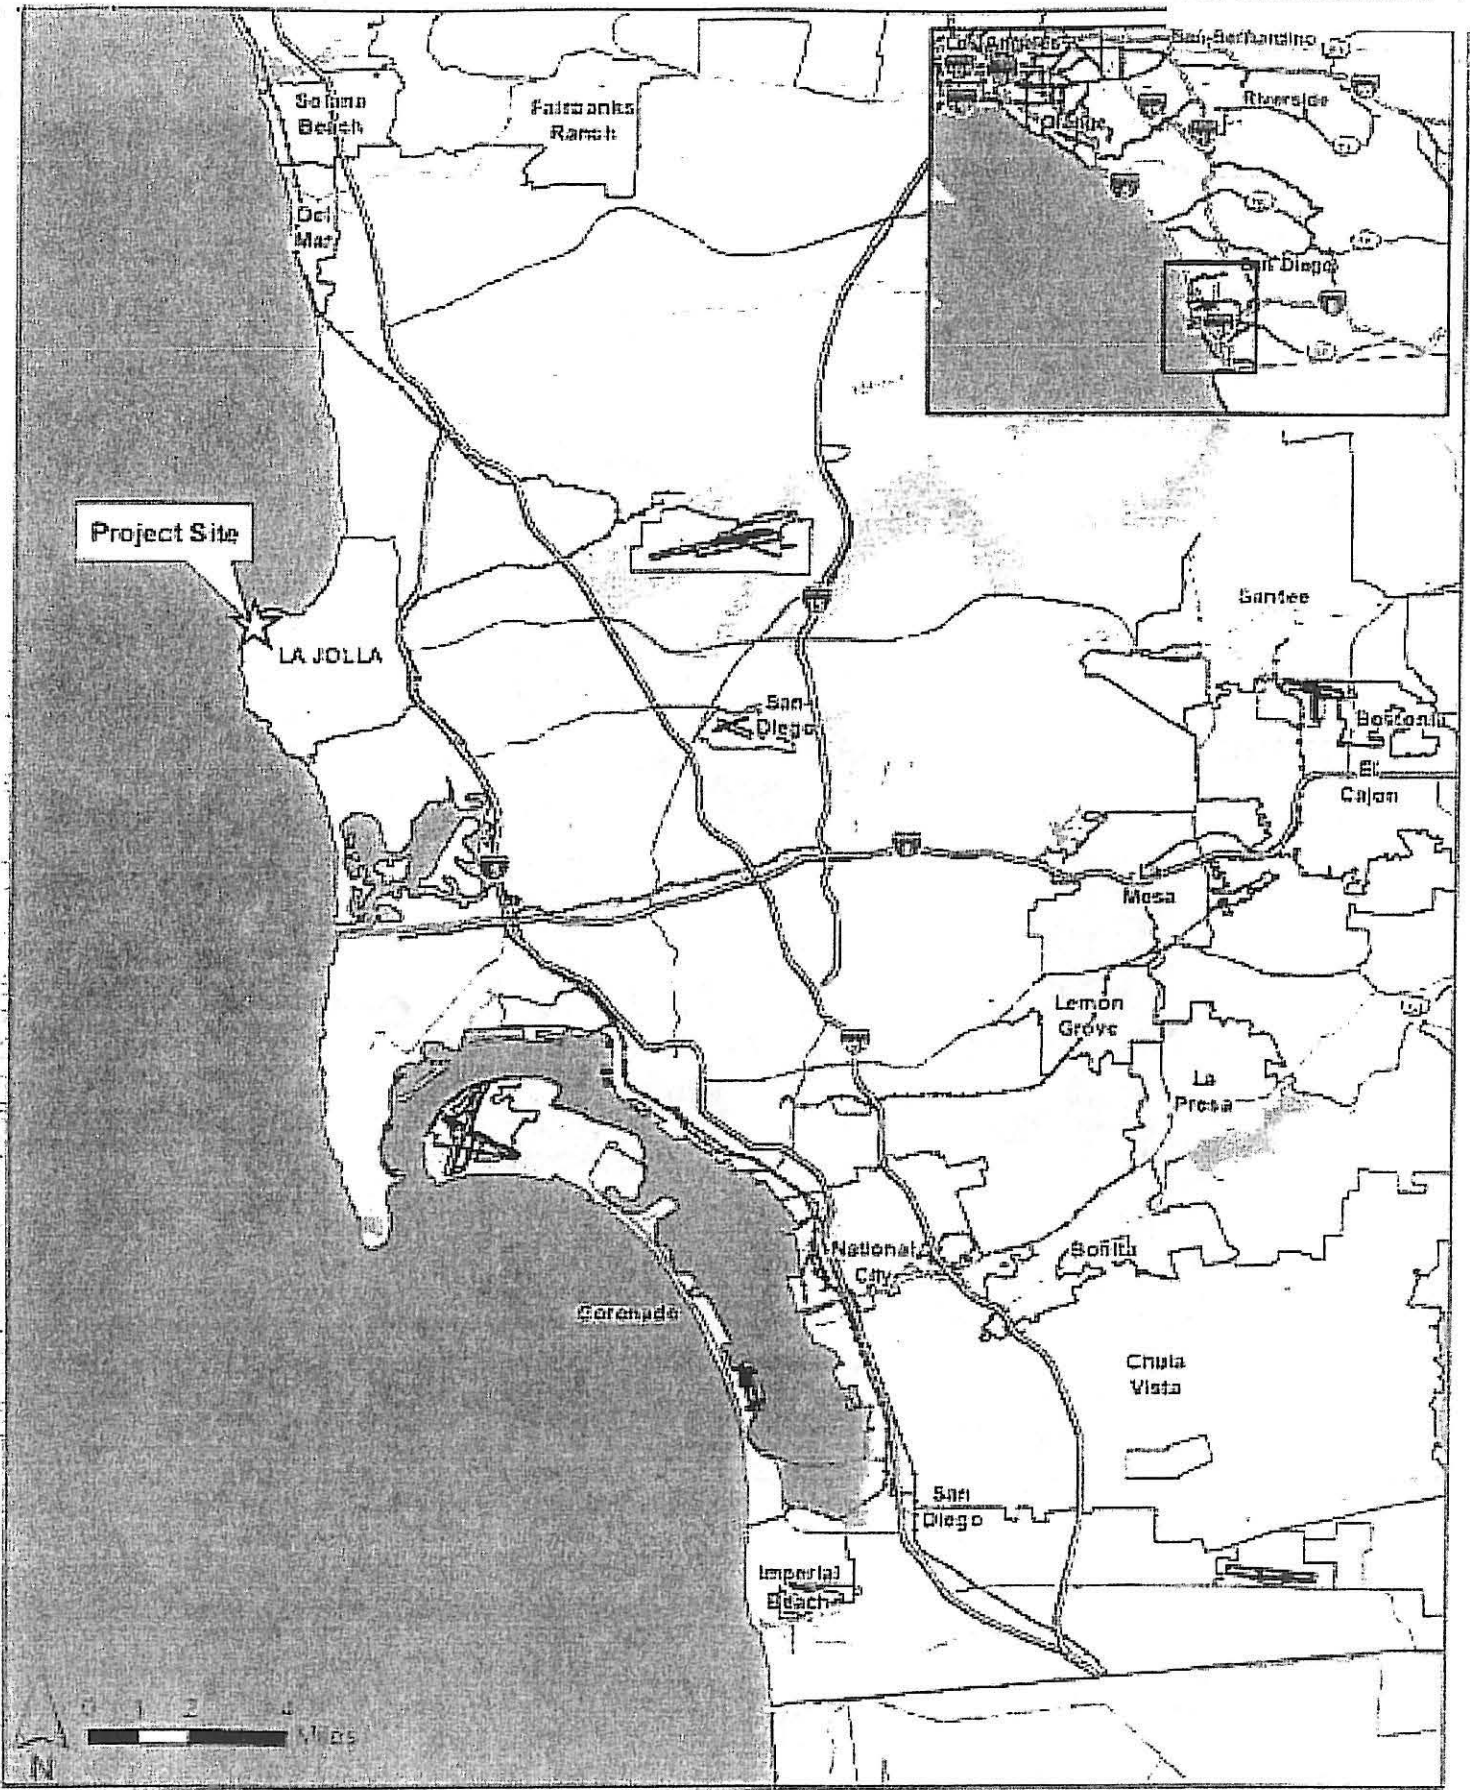 Los Angeles
San Bernardino
Riverside
Orange
San Diego
Solana
Beach
Fairbanks
Ranch
Del
Mar
Project Site
LA JOLLA
Santee
San
Diego
Bostonia
El
Cajon
La
Mesa
Lemon
Grove
La
Presa
National
City
Bonita
Coronado
Chula
Vista
San
Diego
Imperial
Beach
0 1 2 4
Miles
N